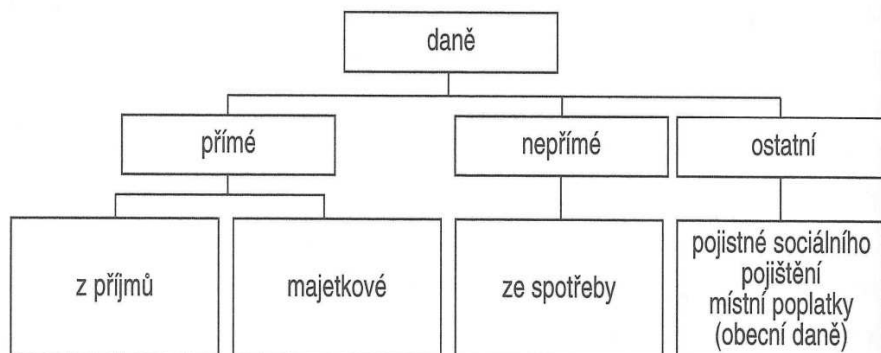 daně
přímé
nepřímé
ostatní
z příjmů
majetkové
ze spotřeby
pojistné sociálního
pojištění
místní poplatky
(obecní daně)